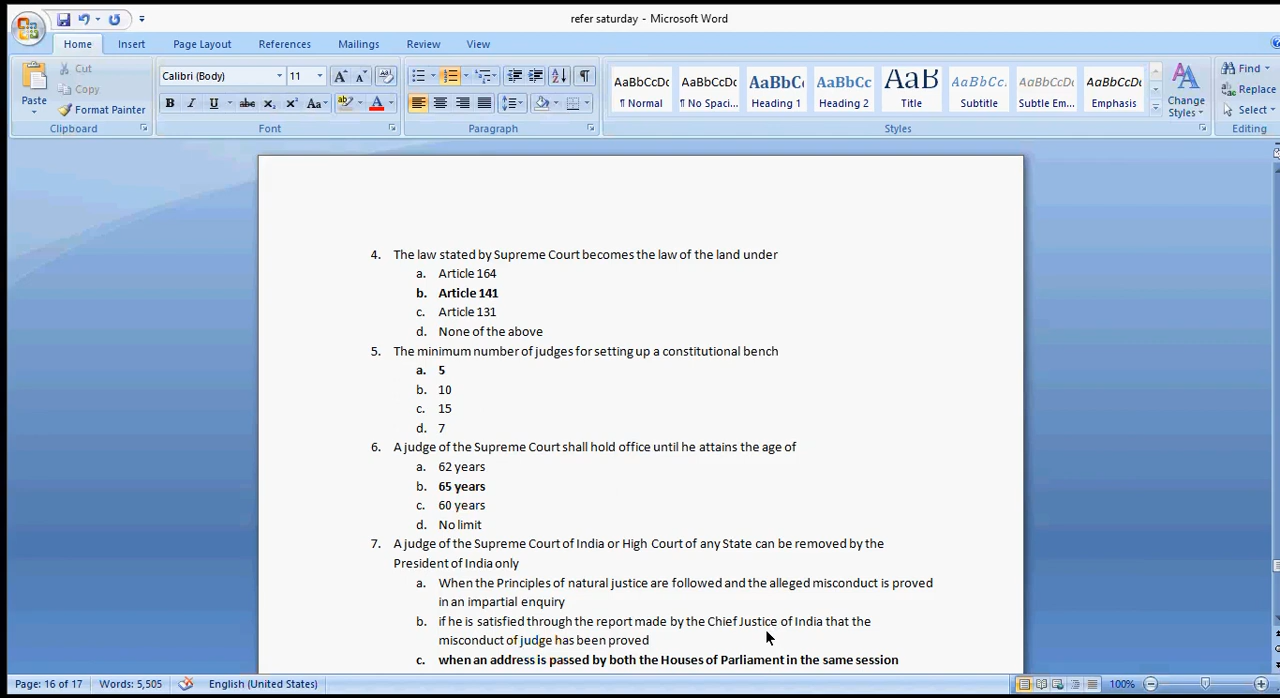 refer saturday - Microsoft Word
Home Insert Page Layout References Mailings Review View
Cut Calibri (Body) 11 AaBbCcDc AaBbCcDc AaBbC AaBbCc AaB AaBbCc. AaBbCcDc AaBbCcDc Find
Paste Copy Change Styles Replace
Format Painter B I U abc x₂ x² Aa A ¶ Normal ¶ No Spaci... Heading 1 Heading 2 Title Subtitle Subtle Em... Emphasis Select
Clipboard Font Paragraph Styles Editing
4. The law stated by Supreme Court becomes the law of the land under
a. Article 164
b. Article 141
c. Article 131
d. None of the above
5. The minimum number of judges for setting up a constitutional bench
a. 5
b. 10
c. 15
d. 7
6. A judge of the Supreme Court shall hold office until he attains the age of
a. 62 years
b. 65 years
c. 60 years
d. No limit
7. A judge of the Supreme Court of India or High Court of any State can be removed by the
President of India only
a. When the Principles of natural justice are followed and the alleged misconduct is proved
in an impartial enquiry
b. if he is satisfied through the report made by the Chief Justice of India that the
misconduct of judge has been proved
c. when an address is passed by both the Houses of Parliament in the same session
Page: 16 of 17 Words: 5,505 English (United States) 100%